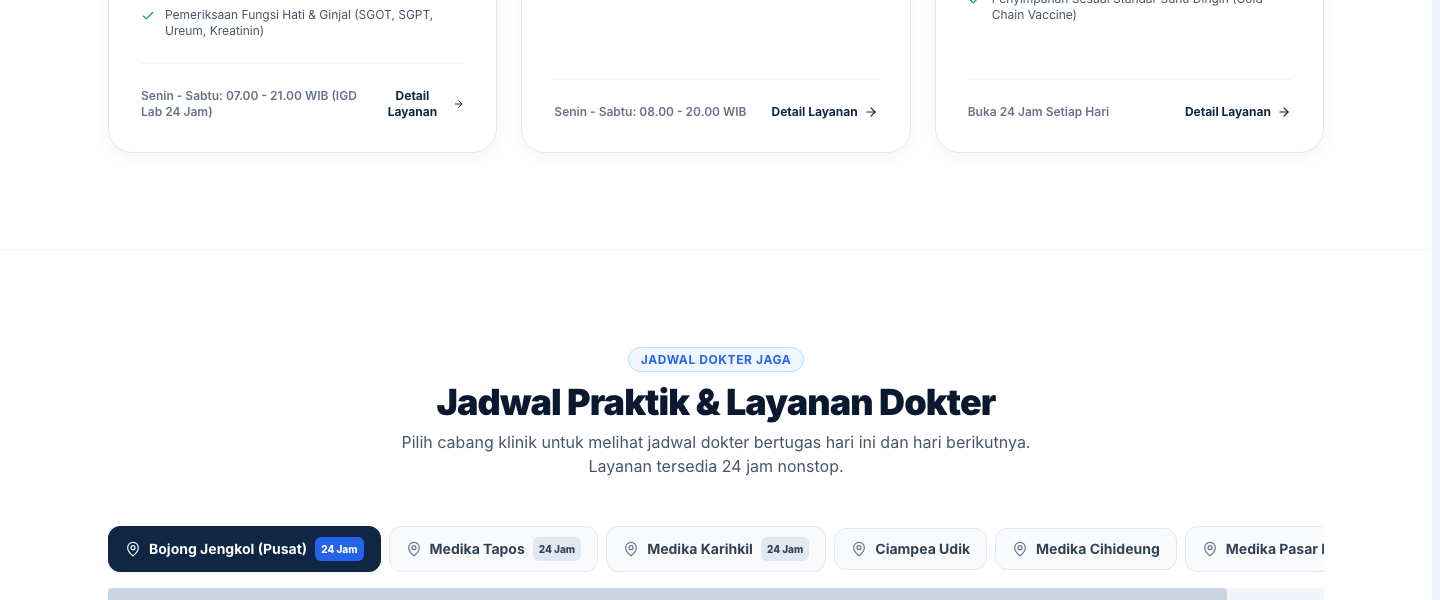 Pemeriksaan Fungsi Hati & Ginjal (SGOT, SGPT,
Ureum, Kreatinin)
Senin - Sabtu: 07.00 - 21.00 WIB (IGD
Lab 24 Jam)
Detail
Layanan
Chain Vaccine)
Senin - Sabtu: 08.00 - 20.00 WIB
Detail Layanan
Buka 24 Jam Setiap Hari
Detail Layanan
JADWAL DOKTER JAGA
Jadwal Praktik & Layanan Dokter
Pilih cabang klinik untuk melihat jadwal dokter bertugas hari ini dan hari berikutnya.
Layanan tersedia 24 jam nonstop.
Bojong Jengkol (Pusat) 24 Jam
Medika Tapos 24 Jam
Medika Karihkil 24 Jam
Ciampea Udik
Medika Cihideung
Medika Pasar